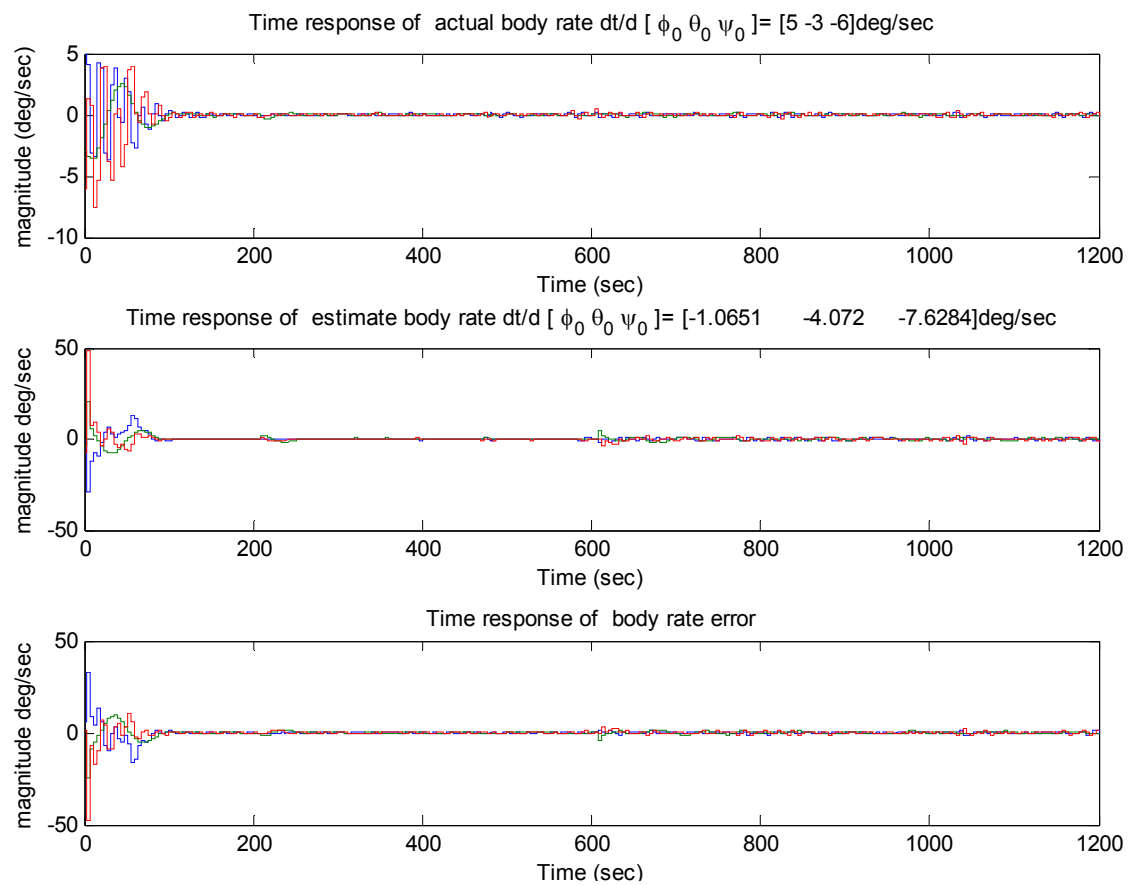 Time response of actual body rate dt/d [ ϕ₀ θ₀ ψ₀ ]= [5 -3 -6]deg/sec
magnitude (deg/sec)
5
0
-5
-10
0 200 400 600 800 1000 1200
Time (sec)
Time response of estimate body rate dt/d [ ϕ₀ θ₀ ψ₀ ]= [-1.0651 -4.072 -7.6284]deg/sec
magnitude deg/sec
50
0
-50
0 200 400 600 800 1000 1200
Time (sec)
Time response of body rate error
magnitude deg/sec
50
0
-50
0 200 400 600 800 1000 1200
Time (sec)